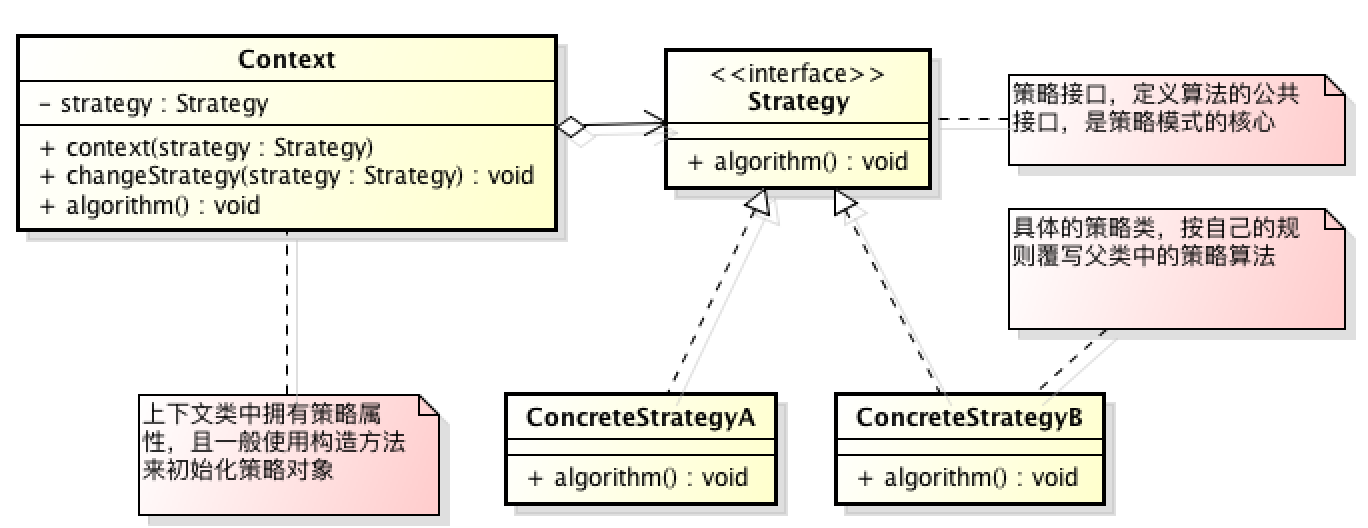 Context
- strategy : Strategy
+ context(strategy : Strategy)
+ changeStrategy(strategy : Strategy) : void
+ algorithm() : void
<<interface>>
Strategy
+ algorithm() : void
策略接口，定义算法的公共
接口，是策略模式的核心
具体的策略类，按自己的规
则覆写父类中的策略算法
上下文类中拥有策略属
性，且一般使用构造方法
来初始化策略对象
ConcreteStrategyA
+ algorithm() : void
ConcreteStrategyB
+ algorithm() : void